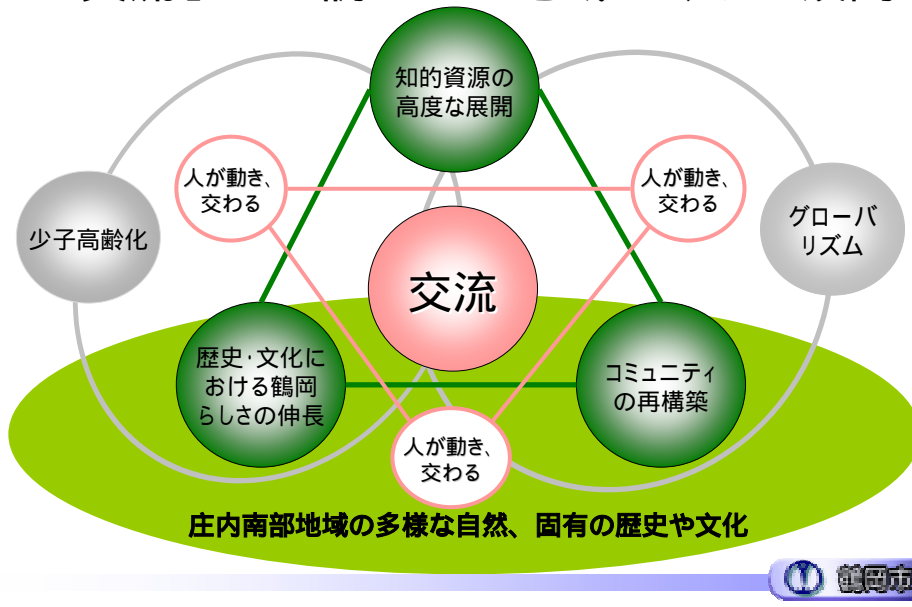 知的資源の
高度な展開
人が動き、
交わる
人が動き、
交わる
少子高齢化
グローバ
リズム
交流
歴史・文化に
おける鶴岡
らしさの伸長
コミュニティ
の再構築
人が動き、
交わる
庄内南部地域の多様な自然、固有の歴史や文化
鶴岡市